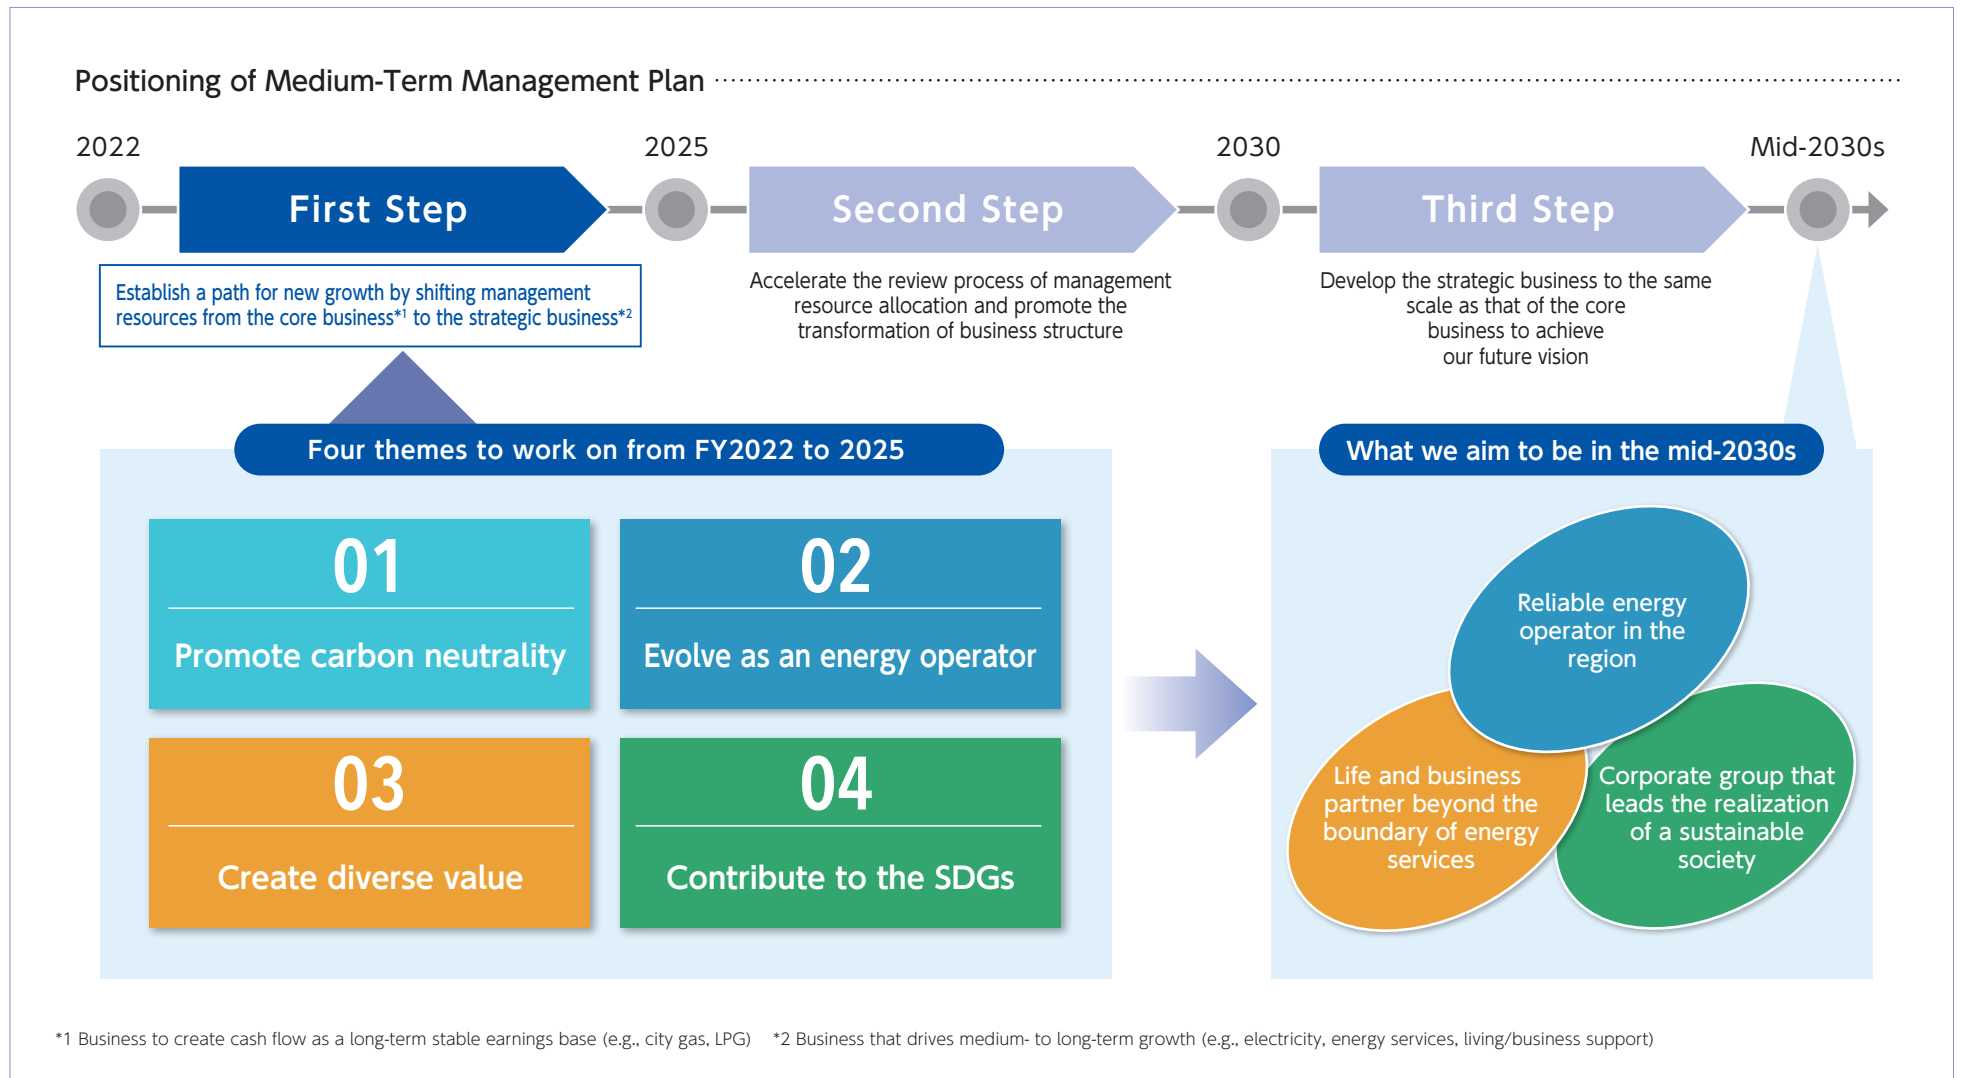 Positioning of Medium-Term Management Plan
2022
2025
2030
Mid-2030s
First Step
Second Step
Third Step
Establish a path for new growth by shifting management
resources from the core business*1 to the strategic business*2
Accelerate the review process of management
resource allocation and promote the
transformation of business structure
Develop the strategic business to the same
scale as that of the core
business to achieve
our future vision
Four themes to work on from FY2022 to 2025
01
Promote carbon neutrality
02
Evolve as an energy operator
03
Create diverse value
04
Contribute to the SDGs
What we aim to be in the mid-2030s
Reliable energy
operator in the
region
Life and business
partner beyond the
boundary of energy
services
Corporate group that
leads the realization
of a sustainable
society
*1 Business to create cash flow as a long-term stable earnings base (e.g., city gas, LPG) *2 Business that drives medium- to long-term growth (e.g., electricity, energy services, living/business support)